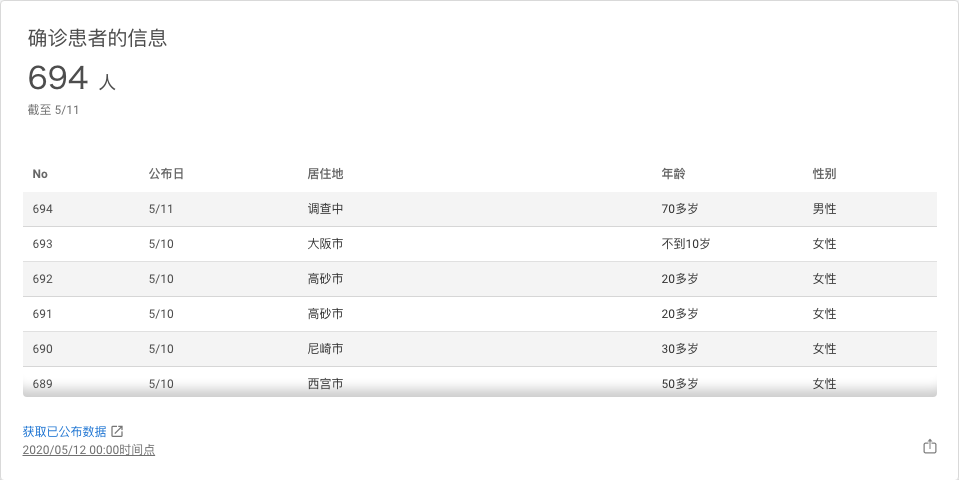 确诊患者的信息
694 人
截至 5/11
No 公布日 居住地 年龄 性别
694 5/11 调查中 70多岁 男性
693 5/10 大阪市 不到10岁 女性
692 5/10 高砂市 20多岁 女性
691 5/10 高砂市 20多岁 女性
690 5/10 尼崎市 30多岁 女性
689 5/10 西宫市 50多岁 女性
获取已公布数据
2020/05/12 00:00时间点